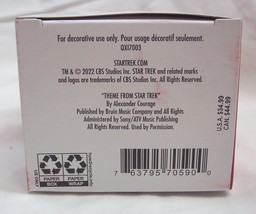 For decorative use only. Pour usage décoratif seulement.
QXI7003
STARTREK.COM
TM & © 2022 CBS Studios Inc. STAR TREK and related marks
and logos are trademarks of CBS Studios Inc. All Rights Reserved.
"THEME FROM STAR TREK"
By Alexander Courage
Published by Bruin Music Company and All Rights
Administered by Sony/ATV Music Publishing
All Rights Reserved. Used by Permission.
U.S.A. $34.99
CAN. $44.99
PAPER
BOX
PAPER
WRAP
7 63795 70590 0